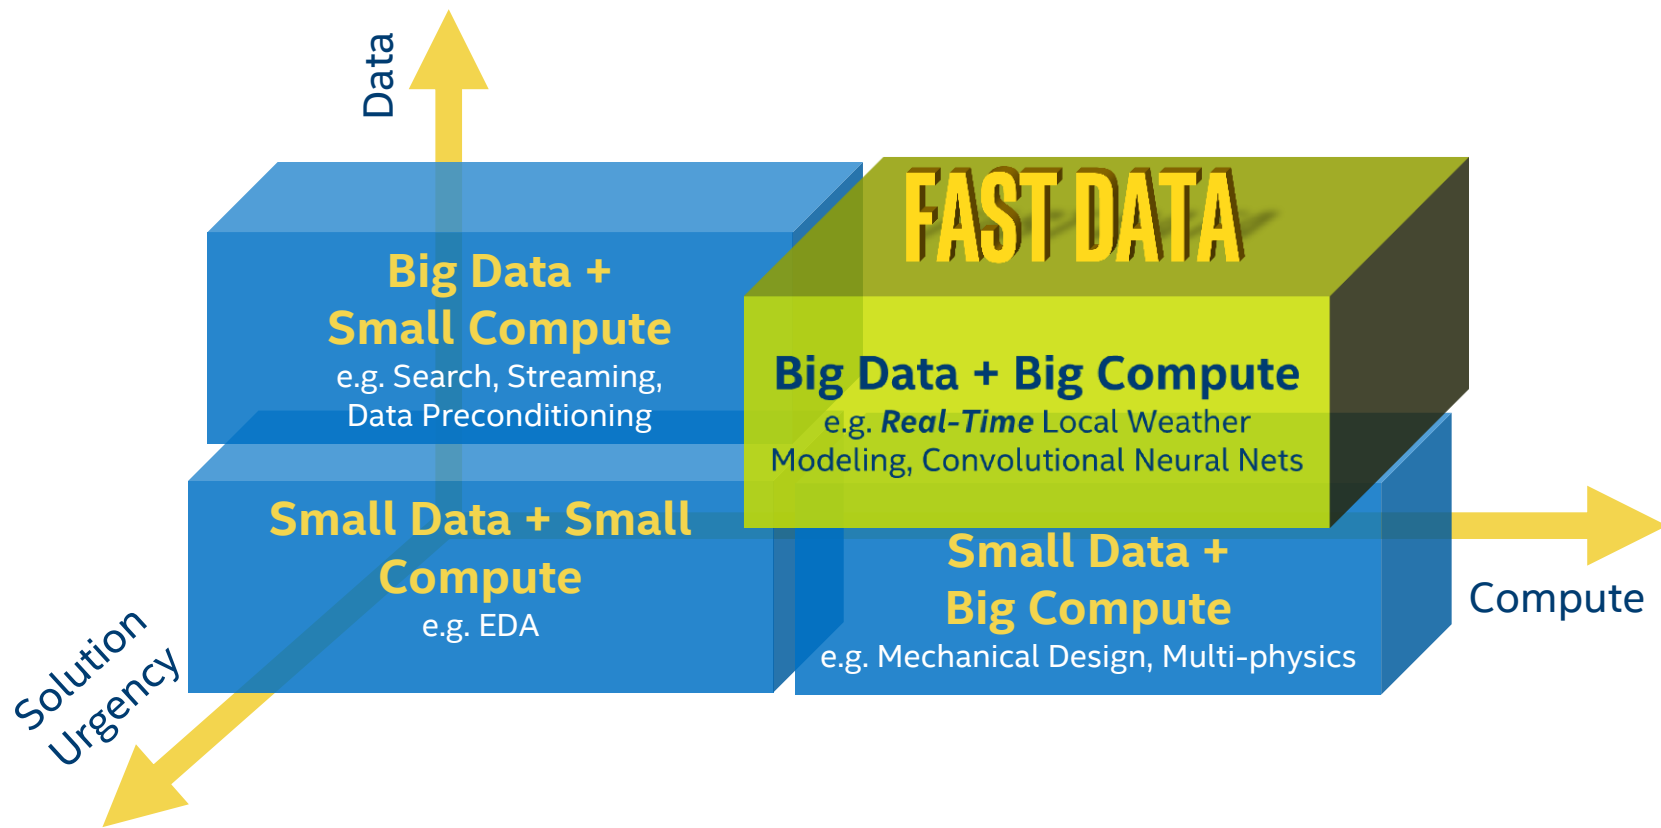 Data
FAST DATA
Big Data +
Small Compute
e.g. Search, Streaming,
Data Preconditioning
Big Data + Big Compute
e.g. Real-Time Local Weather
Modeling, Convolutional Neural Nets
Small Data + Small
Compute
e.g. EDA
Small Data +
Big Compute
e.g. Mechanical Design, Multi-physics
Compute
Solution
Urgency